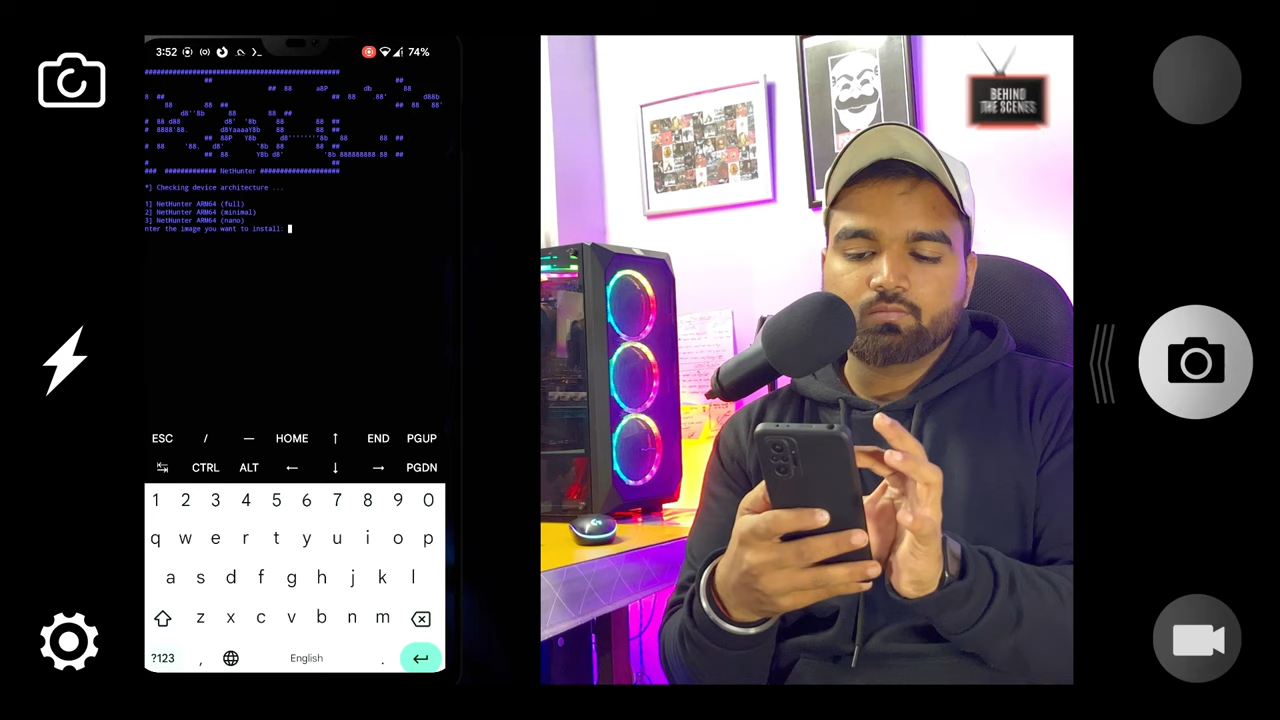 3:52
74%
### ############# NetHunter ####################
*] Checking device architecture ...
1] NetHunter ARM64 (full)
2] NetHunter ARM64 (minimal)
3] NetHunter ARM64 (nano)
nter the image you want to install:
ESC / — HOME ↑ END PGUP
↹ CTRL ALT ← ↓ → PGDN
1 2 3 4 5 6 7 8 9 0
q w e r t y u i o p
a s d f g h j k l
z x c v b n m
?123 , English .
BEHIND
THE SCENES